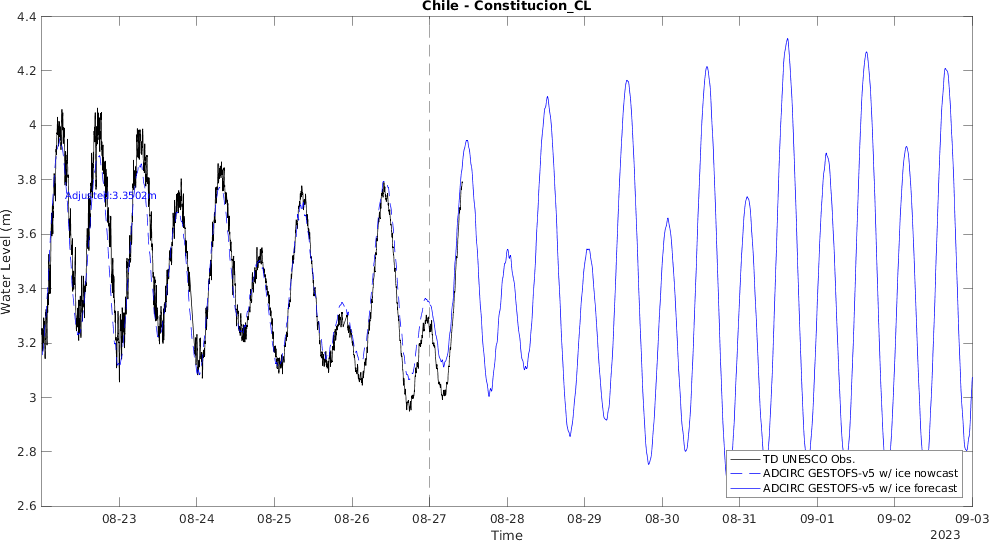 Chile - Constitucion_CL
4.4
4.2
4
3.8
3.6
3.4
3.2
3
2.8
2.6
Water Level (m)
Adjusted:3.3502m
TD UNESCO Obs.
ADCIRC GESTOFS-v5 w/ ice nowcast
ADCIRC GESTOFS-v5 w/ ice forecast
08-23 08-24 08-25 08-26 08-27 08-28 08-29 08-30 08-31 09-01 09-02 09-03
Time
2023